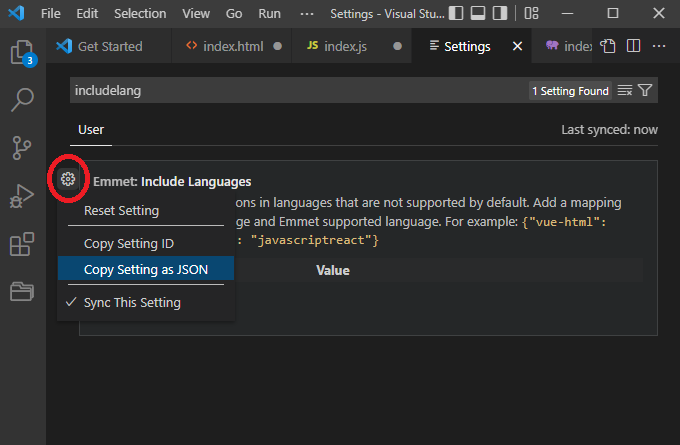 File Edit Selection View Go Run ··· Settings - Visual Stu...
Get Started index.html JS index.js Settings index
3
includelang 1 Setting Found
User Last synced: now
Emmet: Include Languages
Reset Setting
ons in languages that are not supported by default. Add a mapping
ge and Emmet supported language. For example: {"vue-html":
: "javascriptreact"}
Copy Setting ID
Copy Setting as JSON
Value
Sync This Setting